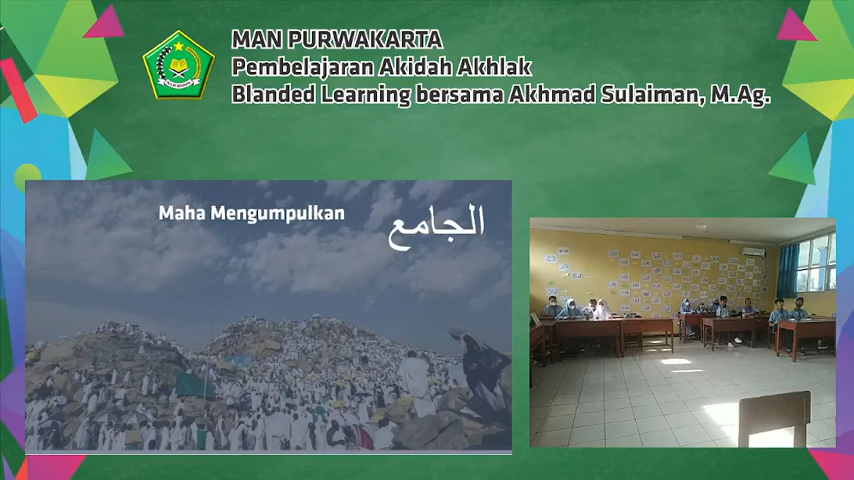 MAN PURWAKARTA
Pembelajaran Akidah Akhlak
Blanded Learning bersama Akhmad Sulaiman, M.Ag.
Maha Mengumpulkan
الجامع